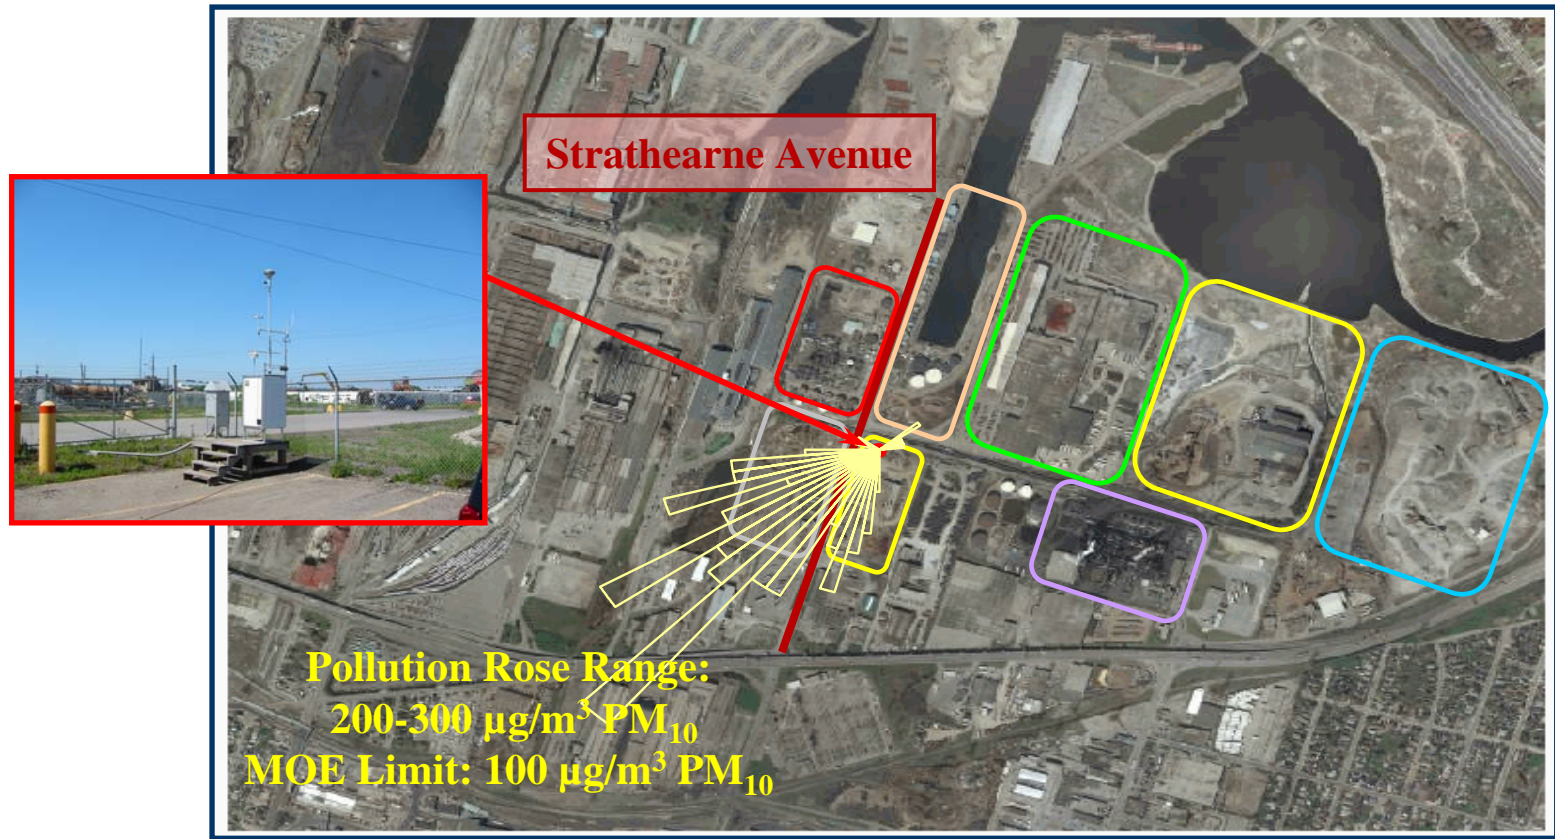 Strathearne Avenue
Pollution Rose Range:
200-300 µg/m³ PM₁₀
MOE Limit: 100 µg/m³ PM₁₀